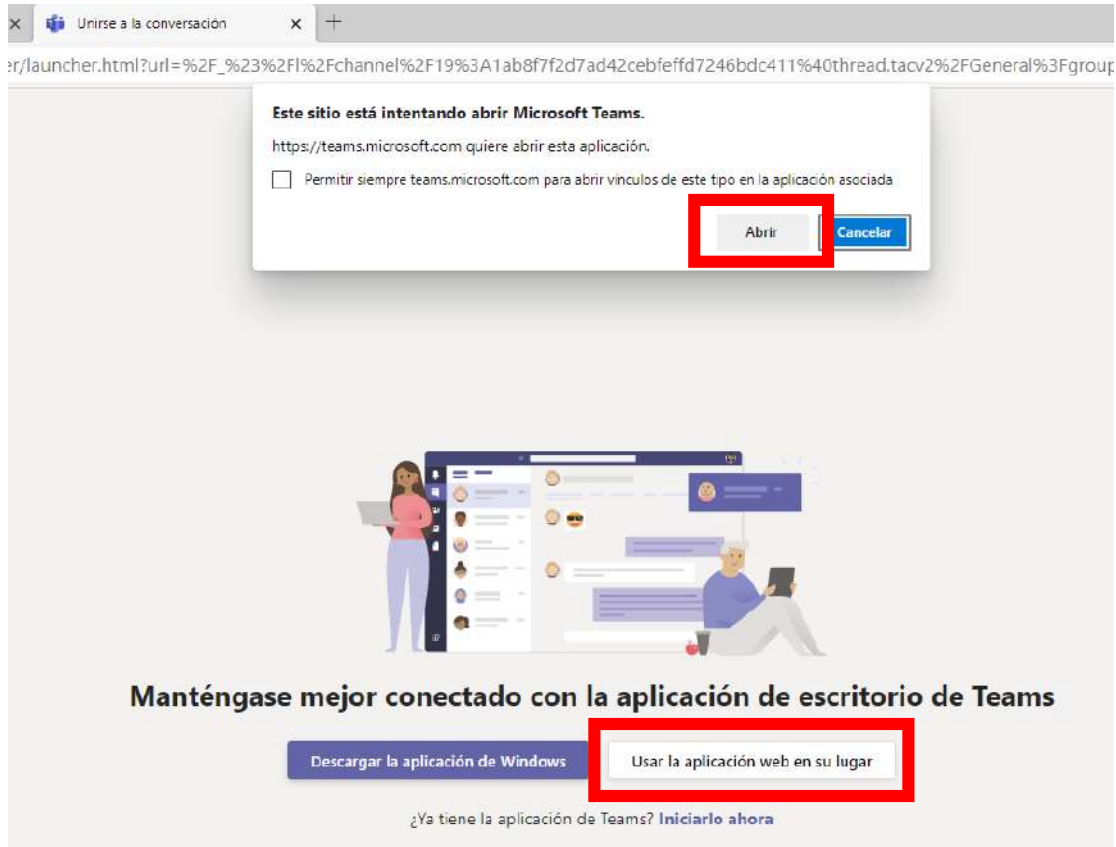 Unirse a la conversación
er/launcher.html?url=%2F_%23%2Fl%2Fchannel%2F19%3A1ab8f7f2d7ad42cebfeffd7246bdc411%40thread.tacv2%2FGeneral%3Fgroup
Este sitio está intentando abrir Microsoft Teams.
https://teams.microsoft.com quiere abrir esta aplicación.
Permitir siempre teams.microsoft.com para abrir vínculos de este tipo en la aplicación asociada
Abrir Cancelar
Manténgase mejor conectado con la aplicación de escritorio de Teams
Descargar la aplicación de Windows Usar la aplicación web en su lugar
¿Ya tiene la aplicación de Teams? Iniciarlo ahora